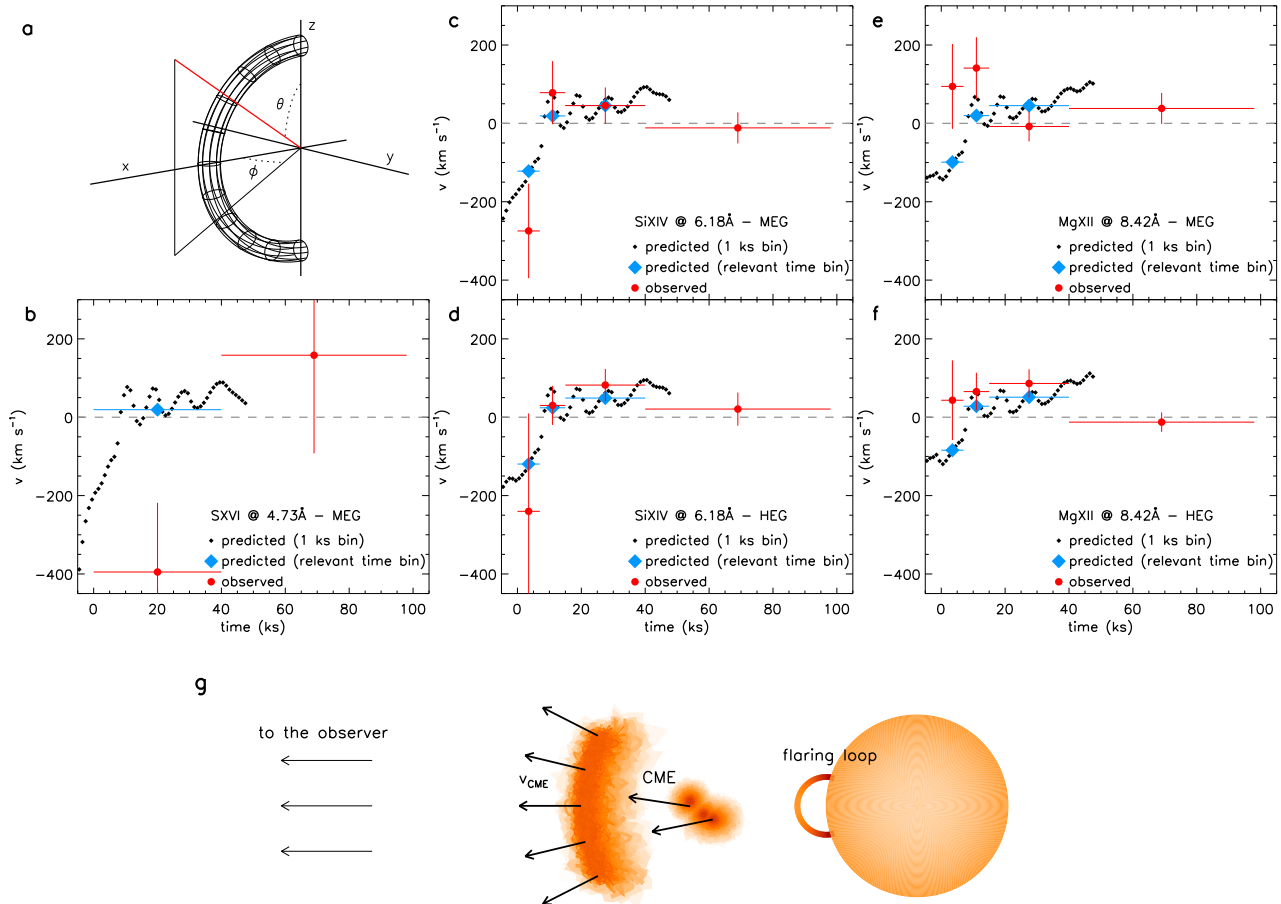 a
z
θ
x
y
ϕ
b
v (km s⁻¹)
200
0
−200
−400
SXVI @ 4.73Å − MEG
predicted (1 ks bin)
predicted (relevant time bin)
observed
0 20 40 60 80 100
time (ks)
c
v (km s⁻¹)
200
0
−200
−400
SiXIV @ 6.18Å − MEG
predicted (1 ks bin)
predicted (relevant time bin)
observed
d
v (km s⁻¹)
200
0
−200
−400
SiXIV @ 6.18Å − HEG
predicted (1 ks bin)
predicted (relevant time bin)
observed
0 20 40 60 80 100
time (ks)
e
v (km s⁻¹)
200
0
−200
−400
MgXII @ 8.42Å − MEG
predicted (1 ks bin)
predicted (relevant time bin)
observed
f
v (km s⁻¹)
200
0
−200
−400
MgXII @ 8.42Å − HEG
predicted (1 ks bin)
predicted (relevant time bin)
observed
0 20 40 60 80 100
time (ks)
g
to the observer
v_CME
CME
flaring loop